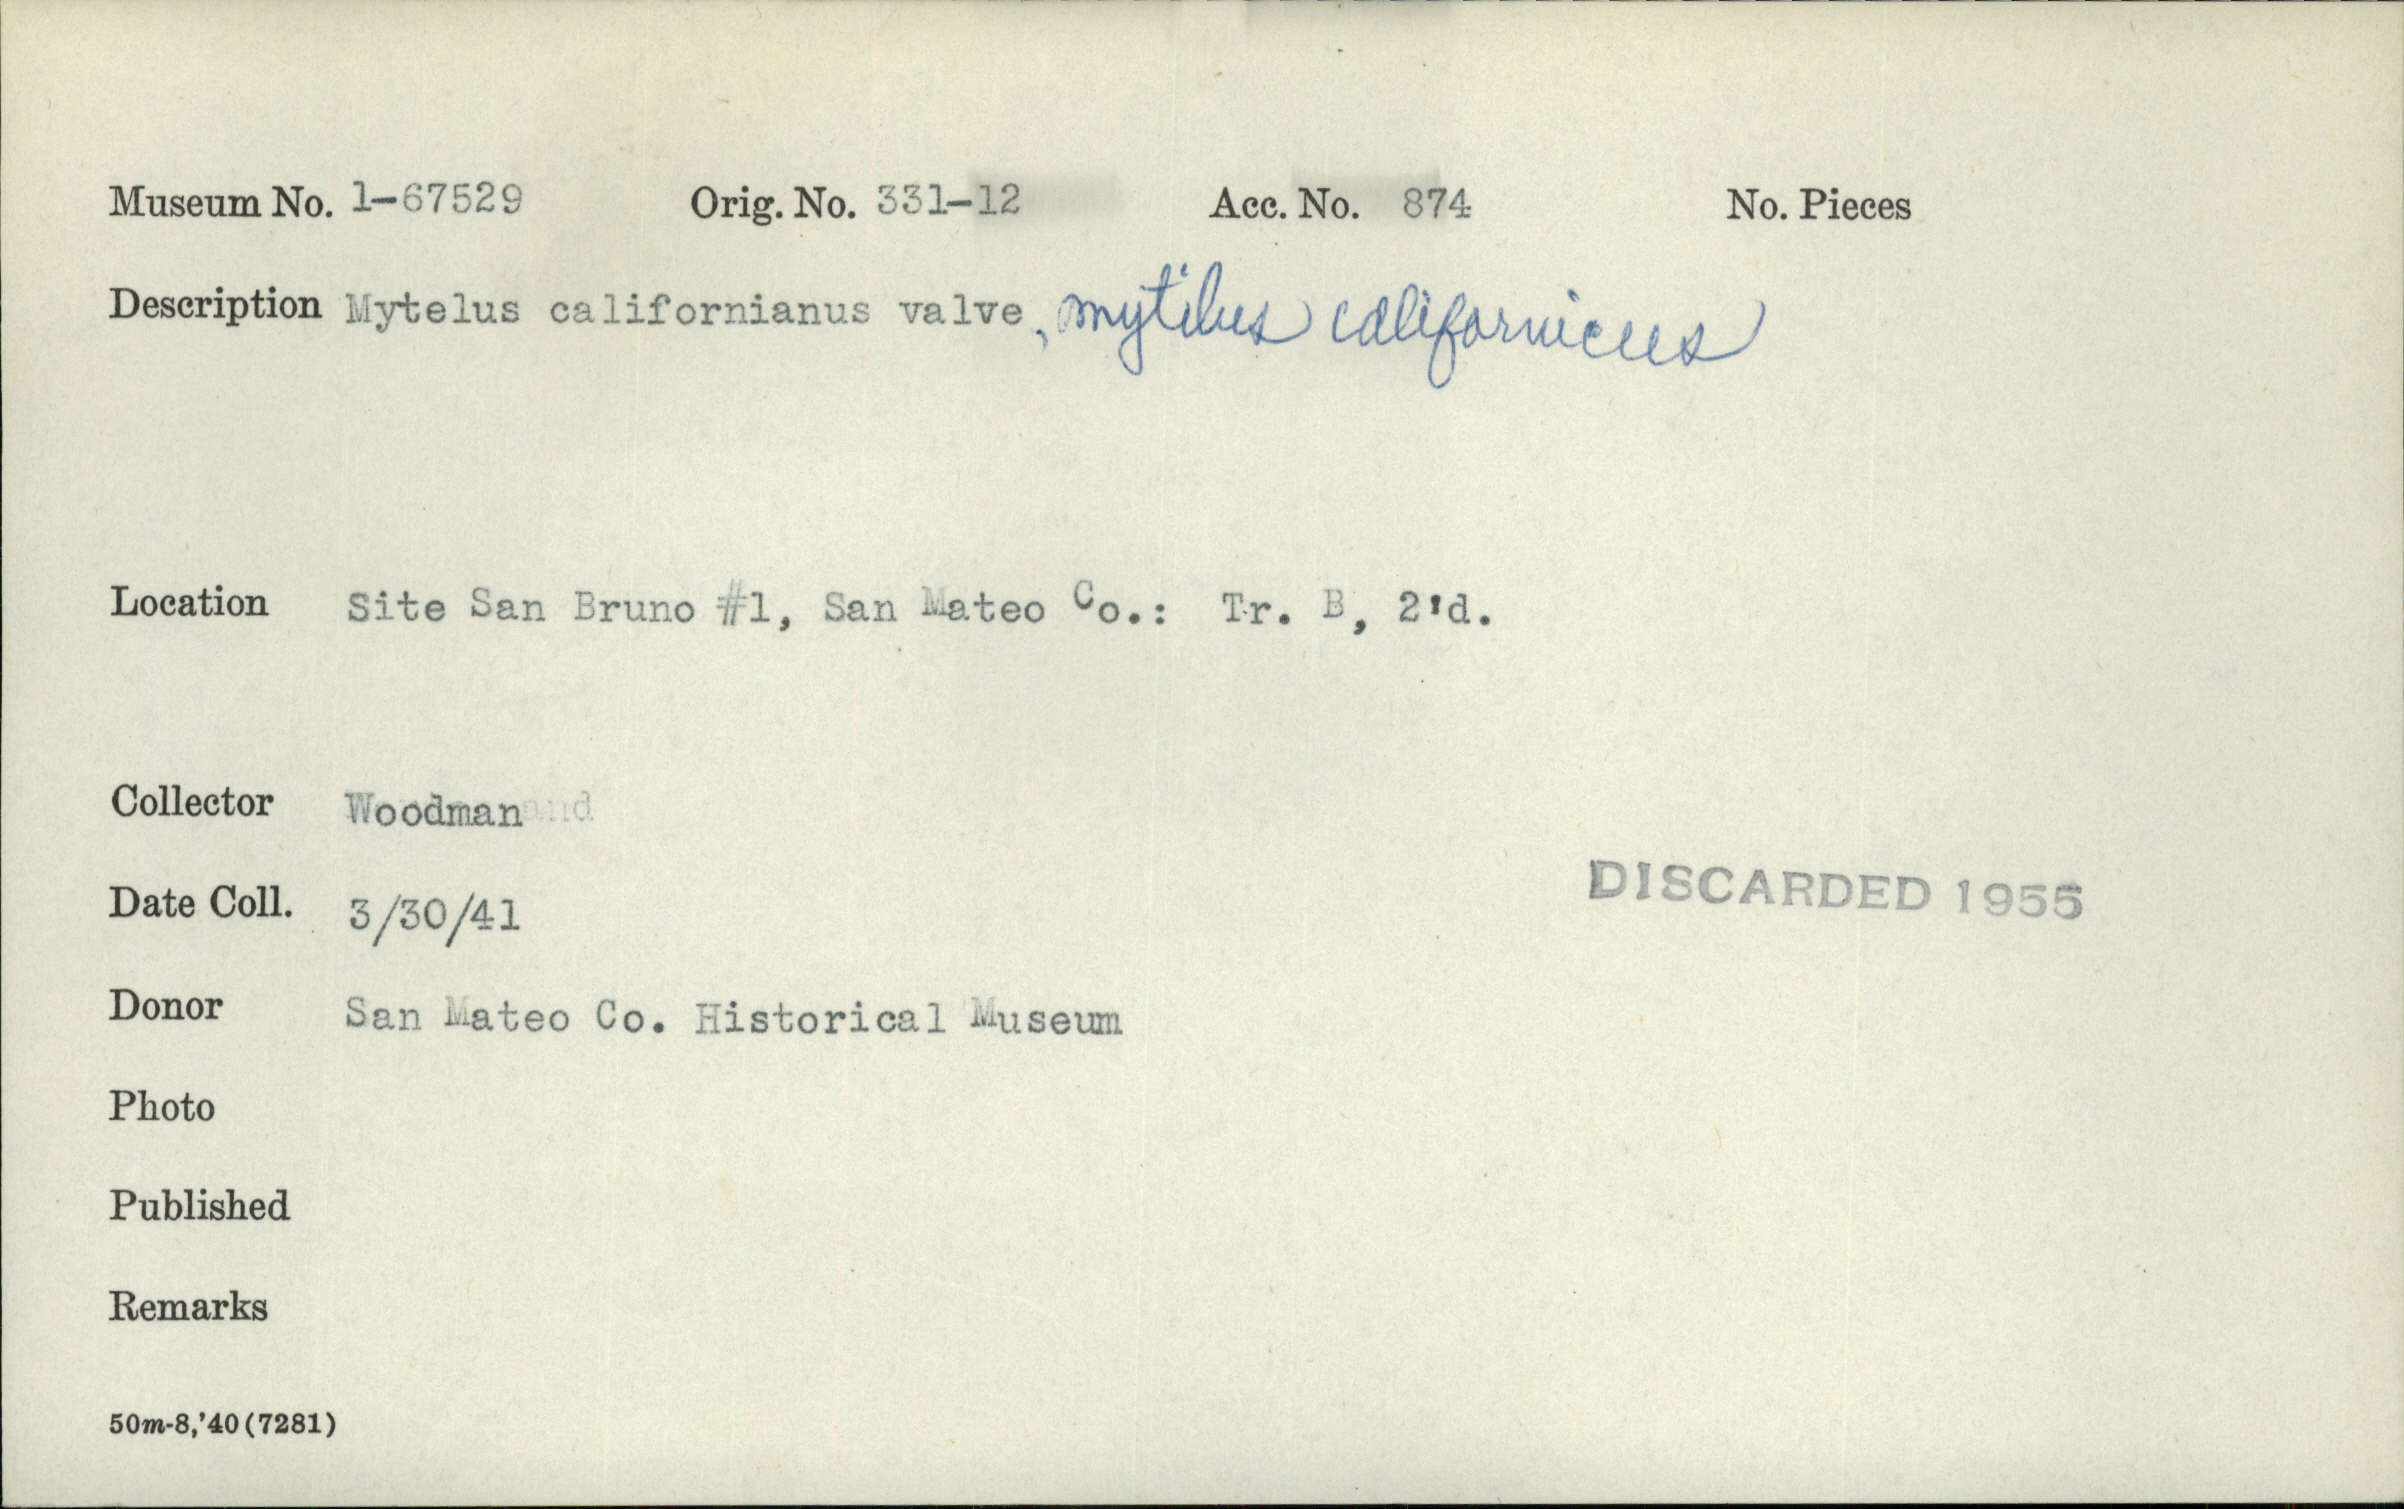 Museum No. 1-67529 Orig. No. 331-12 Acc. No. 874 No. Pieces
Description Mytelus californianus valve, mytilus californicus
Location Site San Bruno #1, San Mateo Co.: Tr. B, 2'd.
Collector Woodman
Date Coll. 3/30/41
DISCARDED 1955
Donor San Mateo Co. Historical Museum
Photo
Published
Remarks
50m-8,'40(7281)